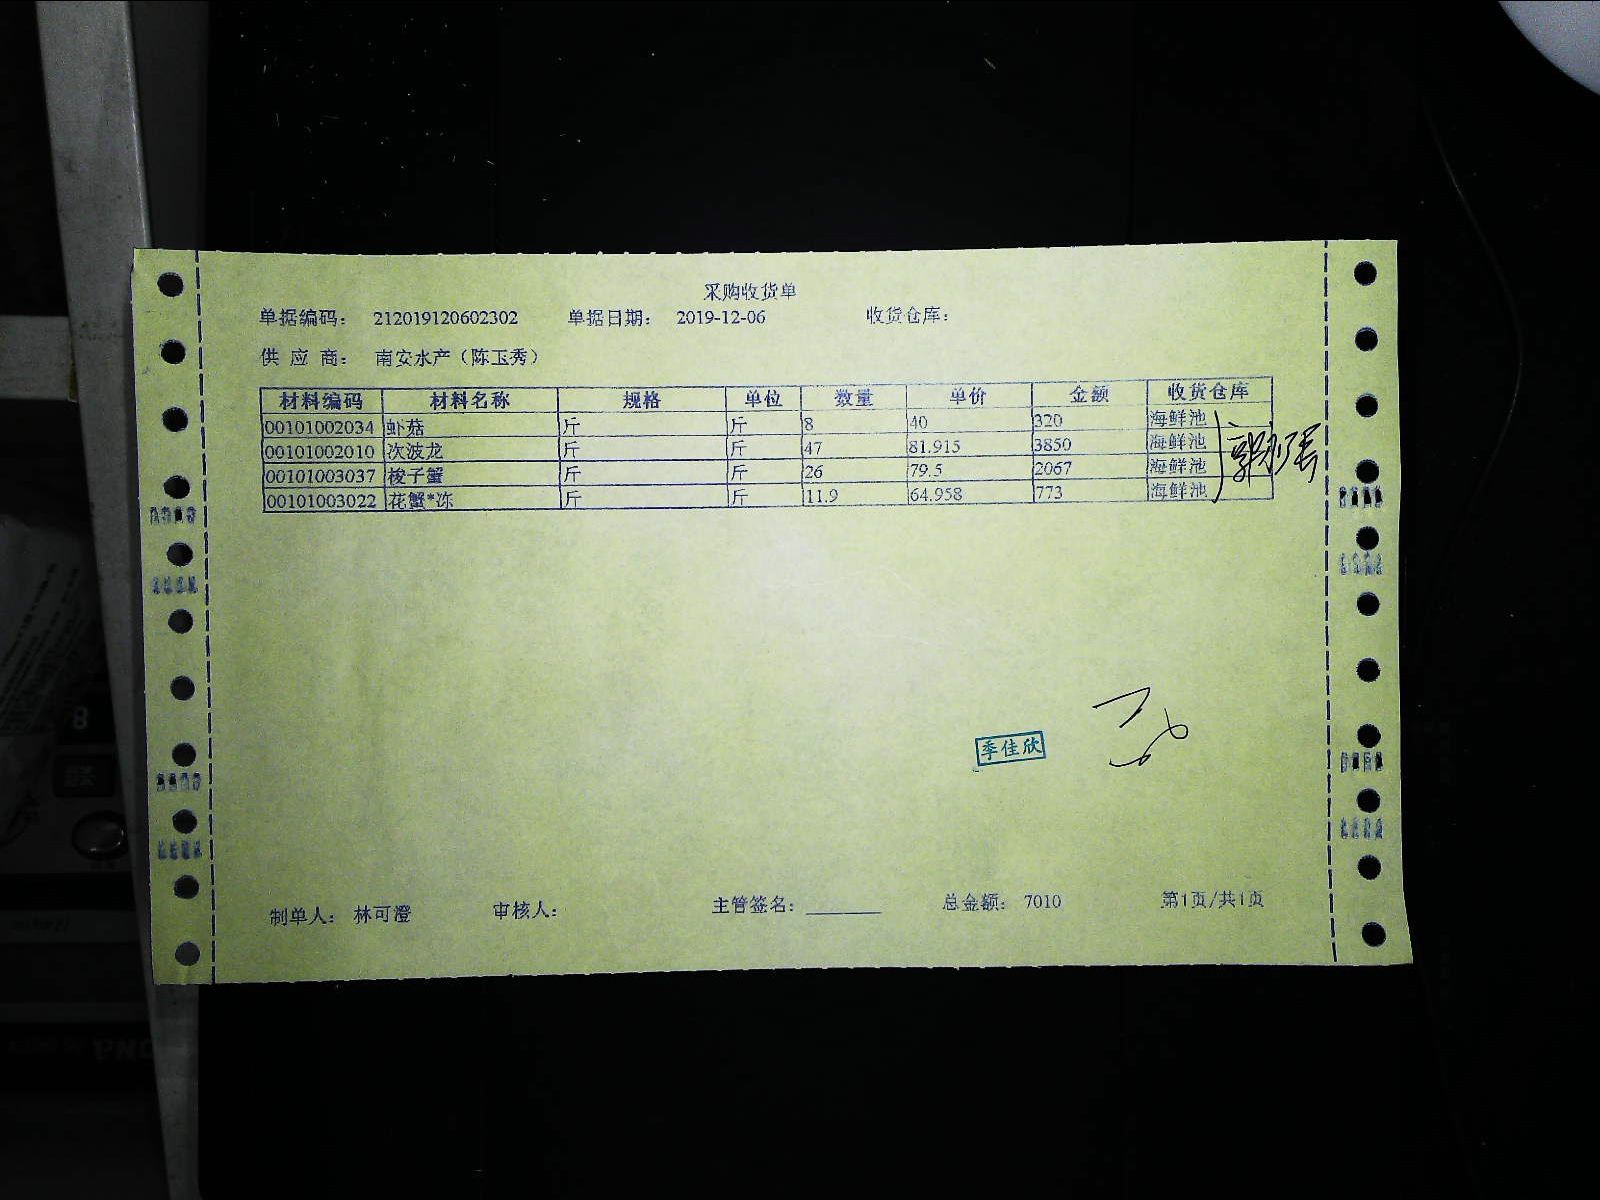 采购收货单
单据编码： 212019120602302 单据日期： 2019-12-06 收货仓库：
供 应 商： 南安水产（陈玉秀）
材料编码 材料名称 规格 单位 数量 单价 金额 收货仓库
00101002034 虾菇 斤 斤 8 40 320 海鲜池
00101002010 次波龙 斤 斤 47 81.915 3850 海鲜池
00101003037 梭子蟹 斤 斤 26 79.5 2067 海鲜池
00101003022 花蟹*冻 斤 斤 11.9 64.958 773 海鲜池
季佳欣
制单人： 林可澄 审核人： 主管签名： ________ 总金额： 7010 第1页/共1页